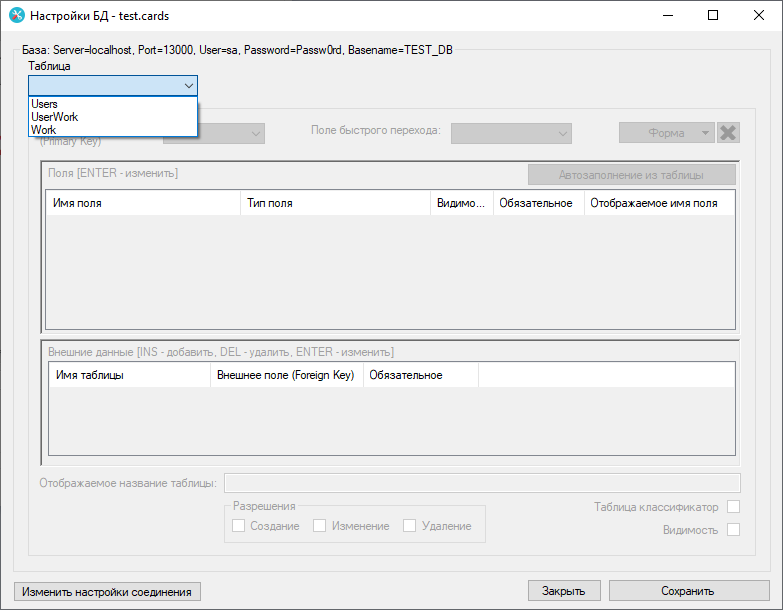 Настройки БД - test.cards
База: Server=localhost, Port=13000, User=sa, Password=Passw0rd, Basename=TEST_DB
Таблица
Users
UserWork
Work
(Primary Key)
Поле быстрого перехода:
Форма
Поля [ENTER - изменить]
Автозаполнение из таблицы
Имя поля
Тип поля
Видимо...
Обязательное
Отображаемое имя поля
Внешние данные [INS - добавить, DEL - удалить, ENTER - изменить]
Имя таблицы
Внешнее поле (Foreign Key)
Обязательное
Отображаемое название таблицы:
Разрешения
Создание
Изменение
Удаление
Таблица классификатор
Видимость
Изменить настройки соединения
Закрыть
Сохранить